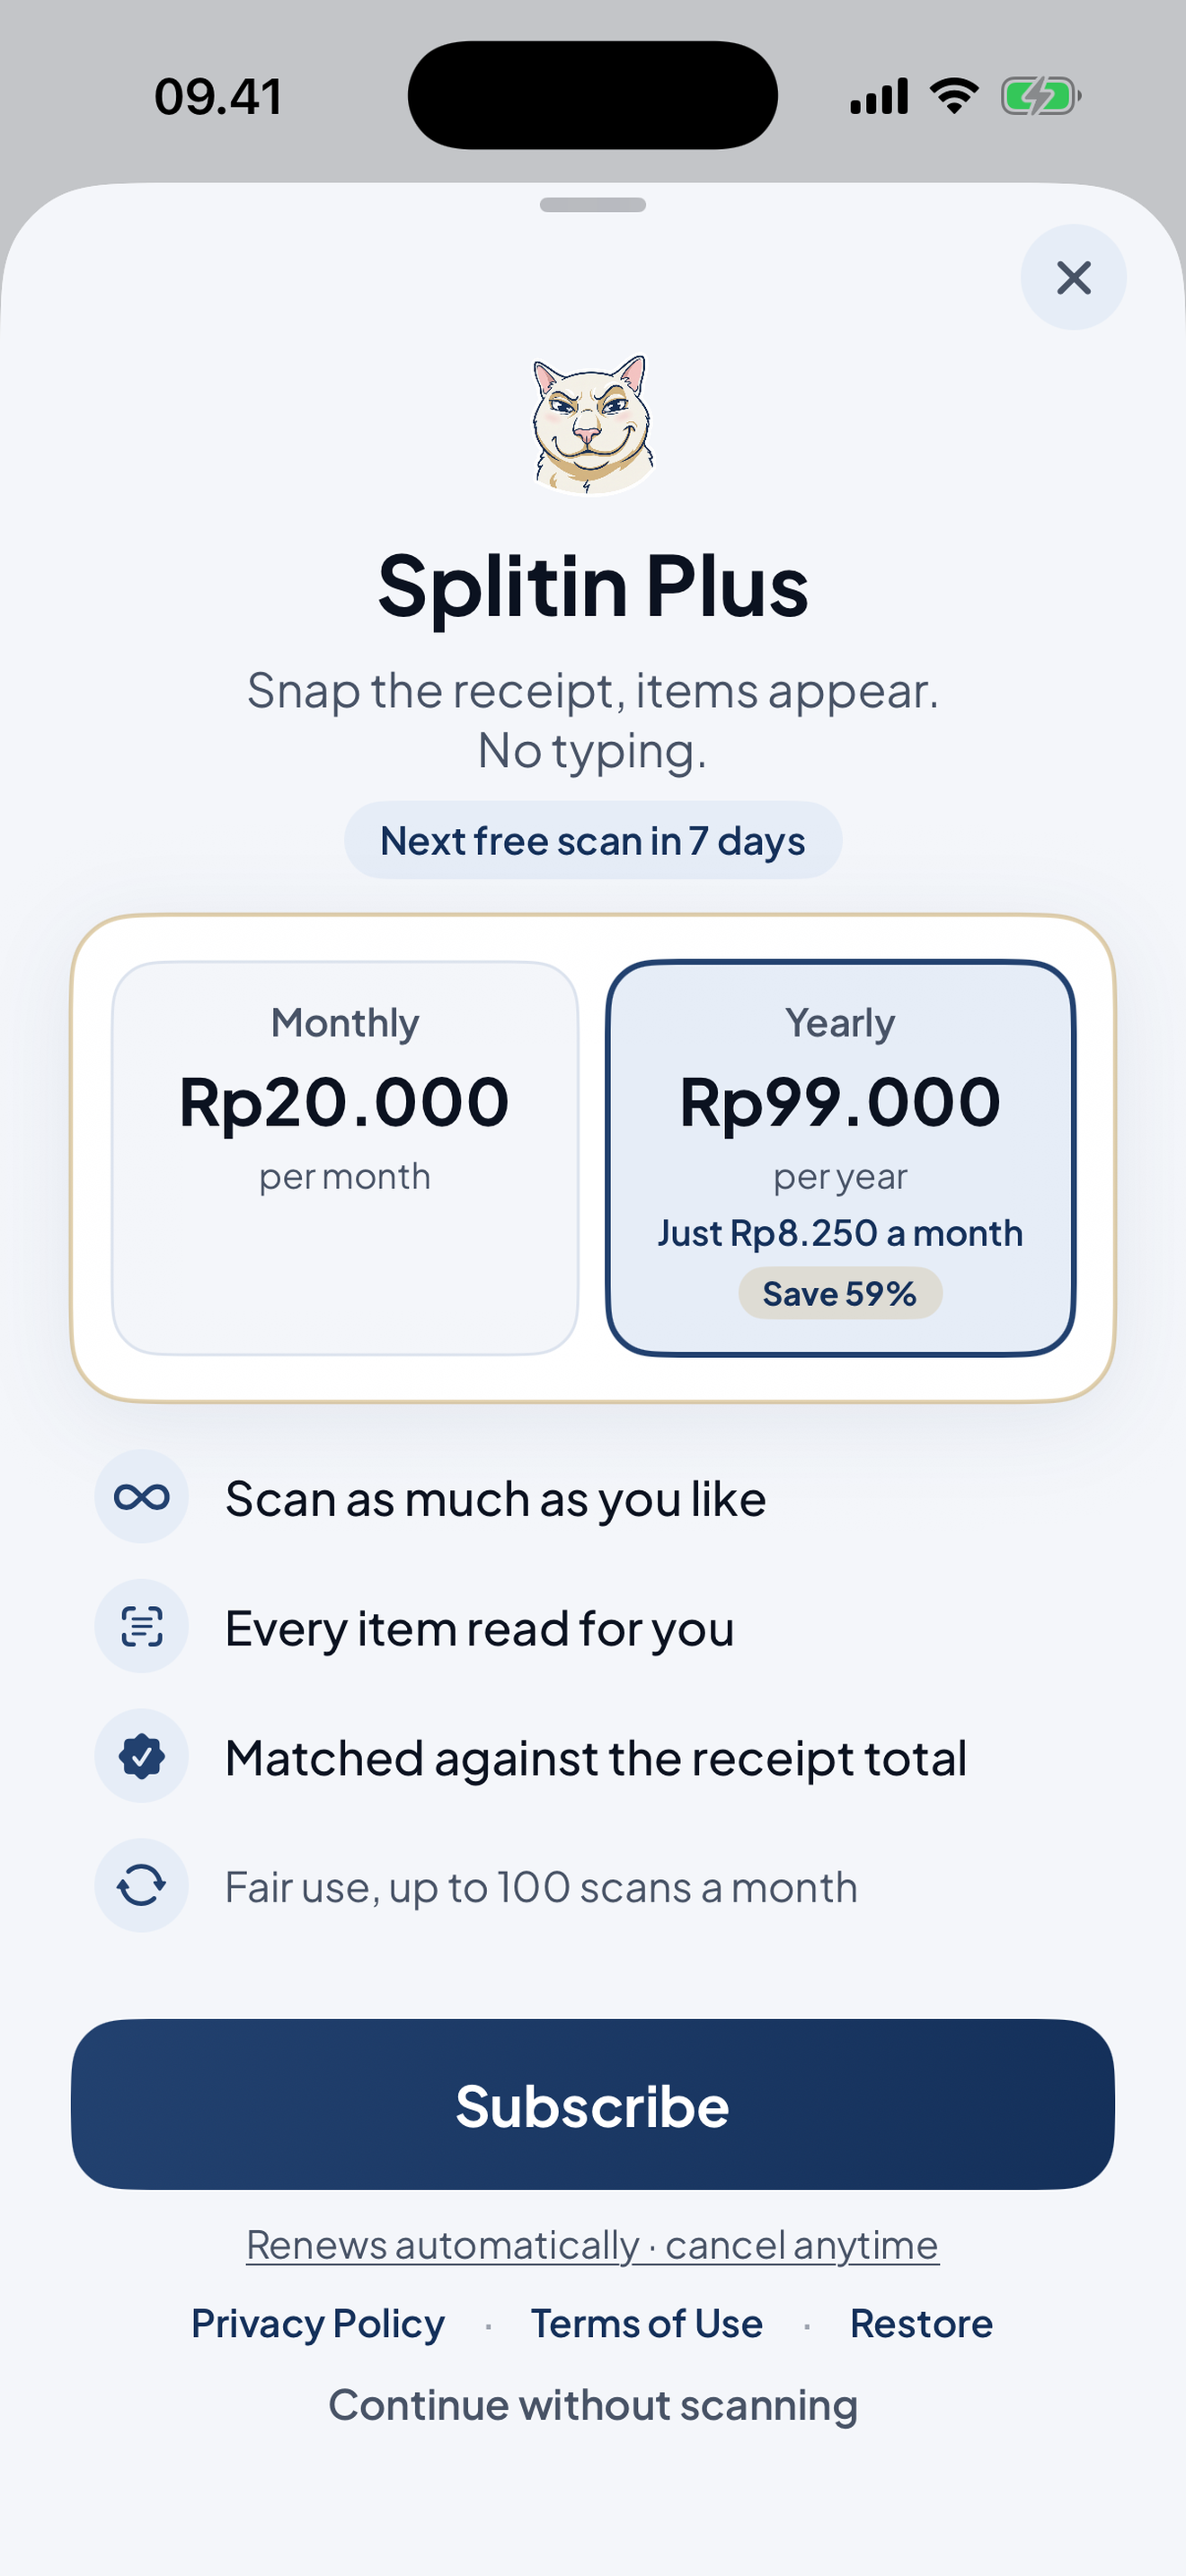 09.41
Splitin Plus
Snap the receipt, items appear.
No typing.
Next free scan in 7 days
Monthly
Rp20.000
per month
Yearly
Rp99.000
per year
Just Rp8.250 a month
Save 59%
Scan as much as you like
Every item read for you
Matched against the receipt total
Fair use, up to 100 scans a month
Subscribe
Renews automatically · cancel anytime
Privacy Policy · Terms of Use · Restore
Continue without scanning